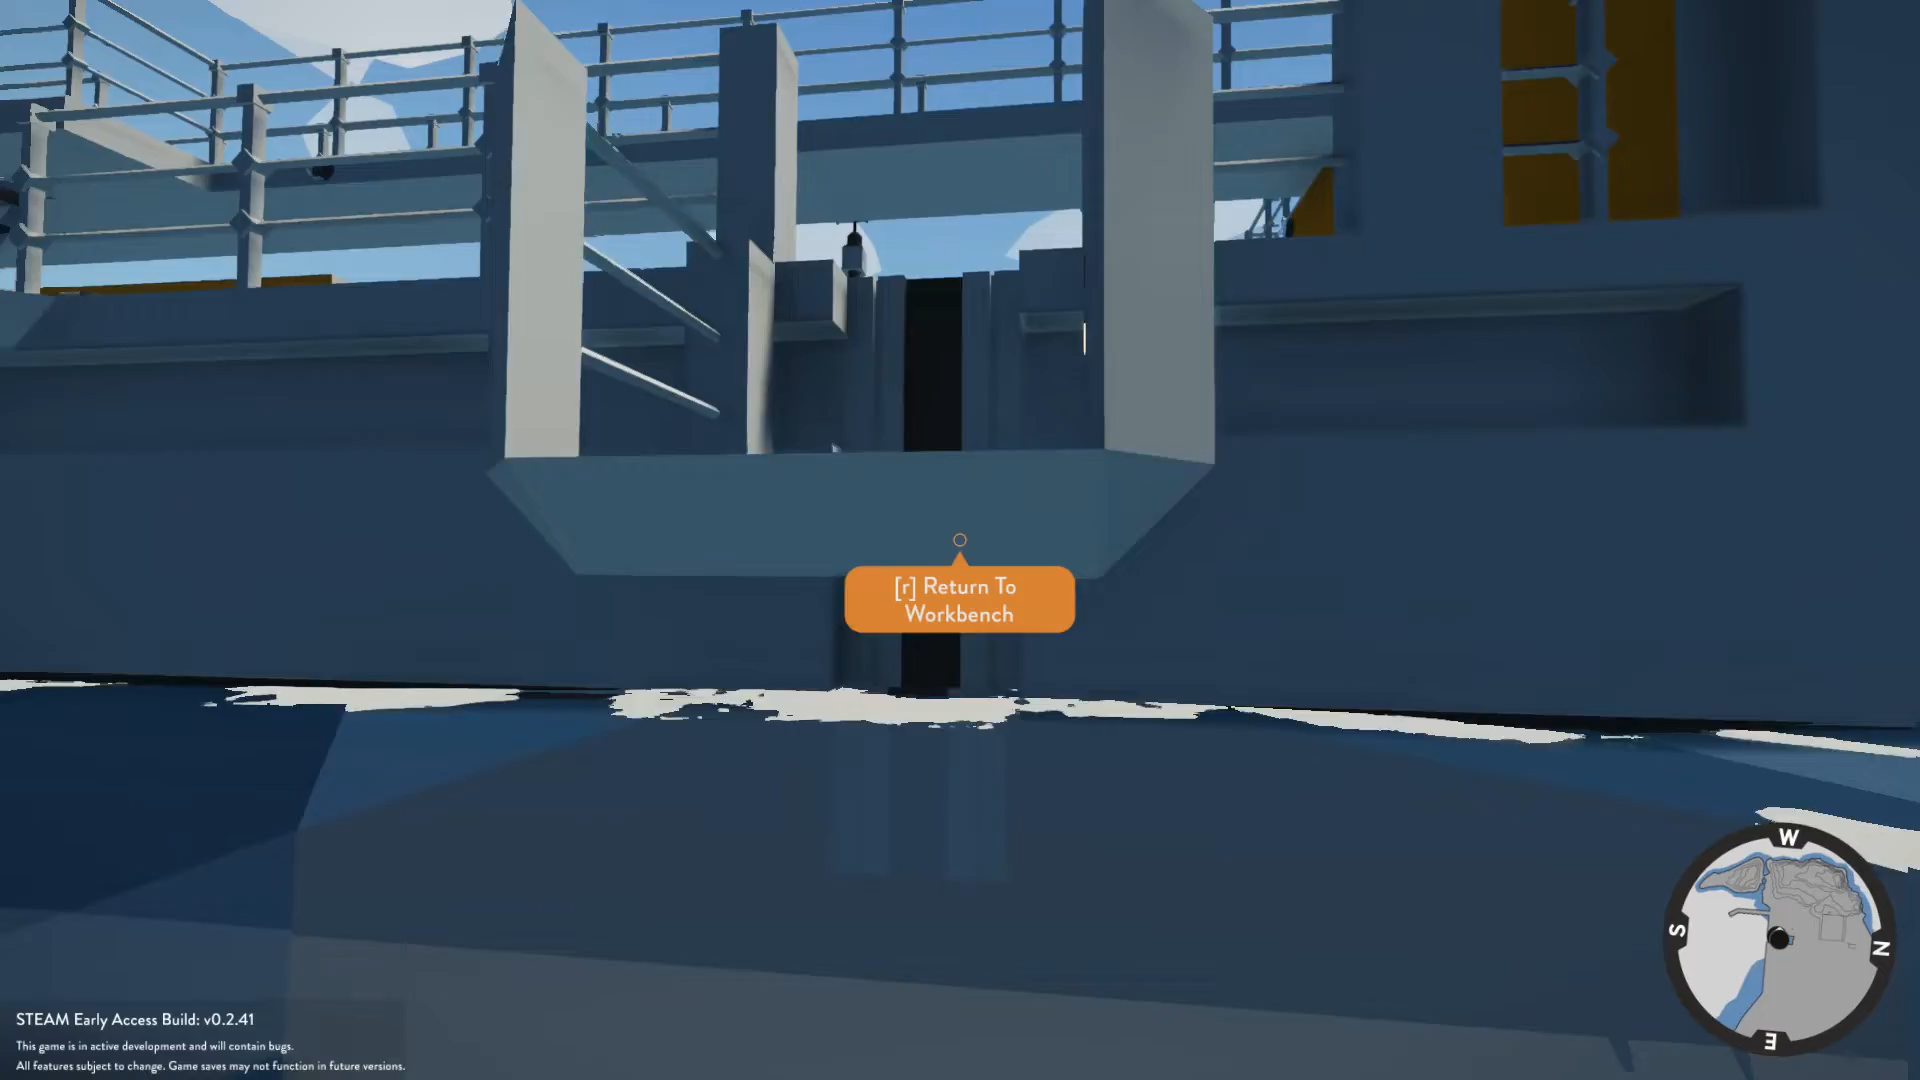 [r] Return To
Workbench
W
S
N
E
STEAM Early Access Build: v0.2.41
This game is in active development and will contain bugs.
All features subject to change. Game saves may not function in future versions.